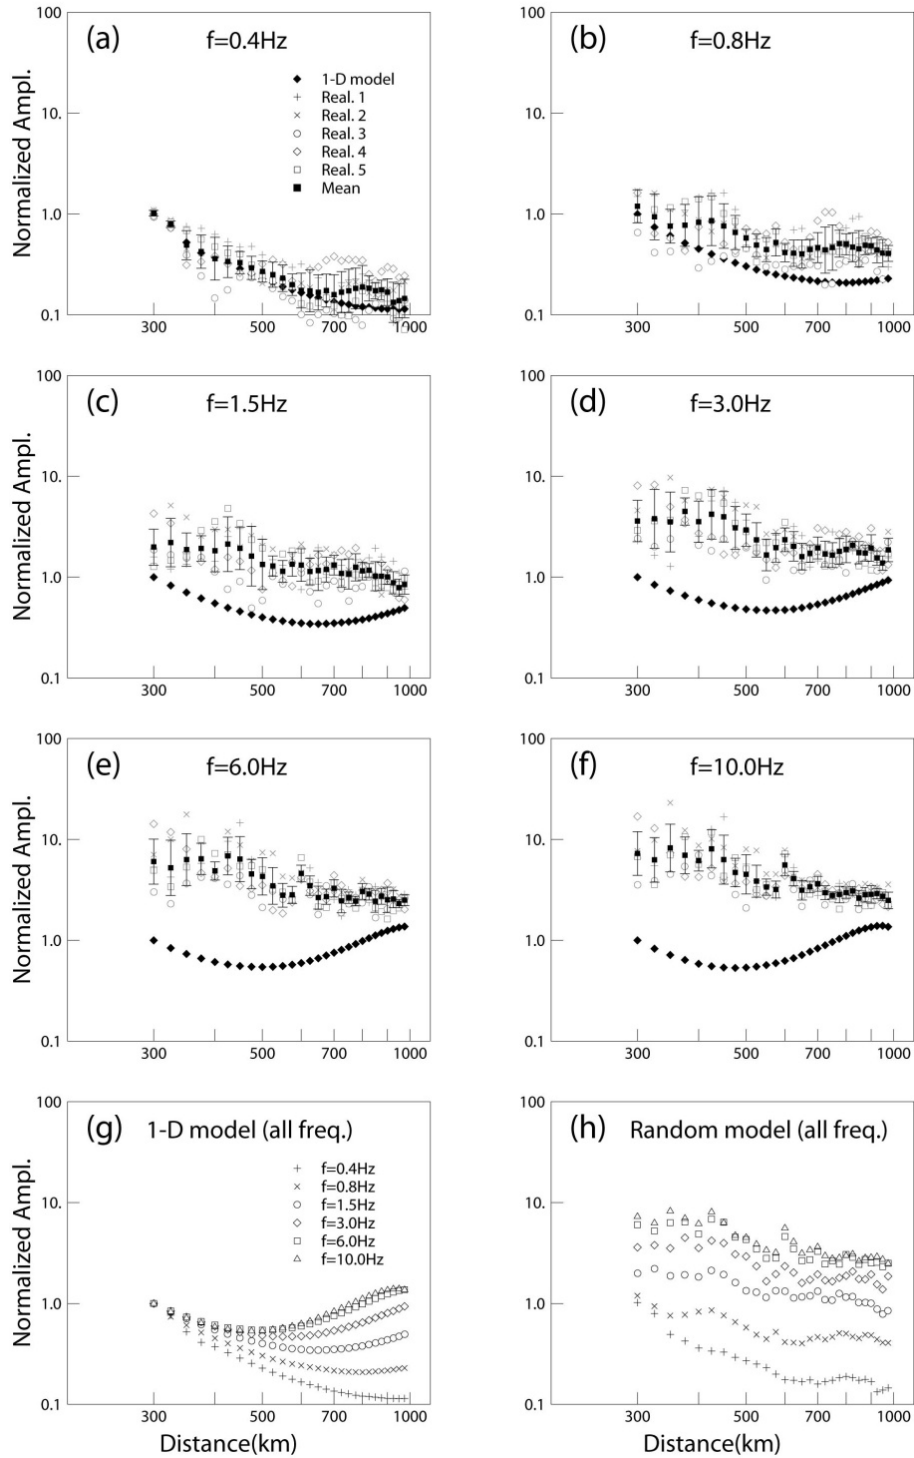 (a) f=0.4Hz
Normalized Ampl.
100
10.
1.0
0.1
1-D model
Real. 1
Real. 2
Real. 3
Real. 4
Real. 5
Mean
300 500 700 1000
(b) f=0.8Hz
100
10.
1.0
0.1
300 500 700 1000
(c) f=1.5Hz
Normalized Ampl.
100
10.
1.0
0.1
300 500 700 1000
(d) f=3.0Hz
100
10.
1.0
0.1
300 500 700 1000
(e) f=6.0Hz
Normalized Ampl.
100
10.
1.0
0.1
300 500 700 1000
(f) f=10.0Hz
100
10.
1.0
0.1
300 500 700 1000
(g) 1-D model (all freq.)
Normalized Ampl.
100
10.
1.0
0.1
f=0.4Hz
f=0.8Hz
f=1.5Hz
f=3.0Hz
f=6.0Hz
f=10.0Hz
300 500 700 1000
Distance(km)
(h) Random model (all freq.)
100
10.
1.0
0.1
300 500 700 1000
Distance(km)